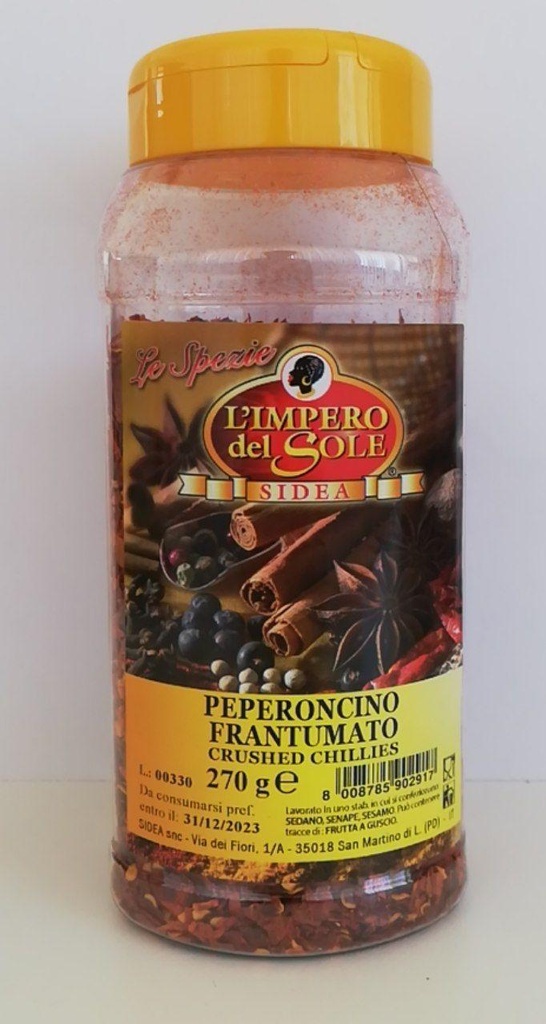 Le Spezie
L'IMPERO
del SOLE
®
SIDEA
PEPERONCINO
FRANTUMATO
CRUSHED CHILLIES
L.: 00330 270 g e
8 008785 902917
Da consumarsi pref.
entro il: 31/12/2023
Lavorato in uno stab. in cui si confezionano
SEDANO, SENAPE, SESAMO. Può contenere
tracce di: FRUTTA A GUSCIO.
SIDEA snc - Via dei Fiori, 1/A - 35018 San Martino di L. (PD) - IT